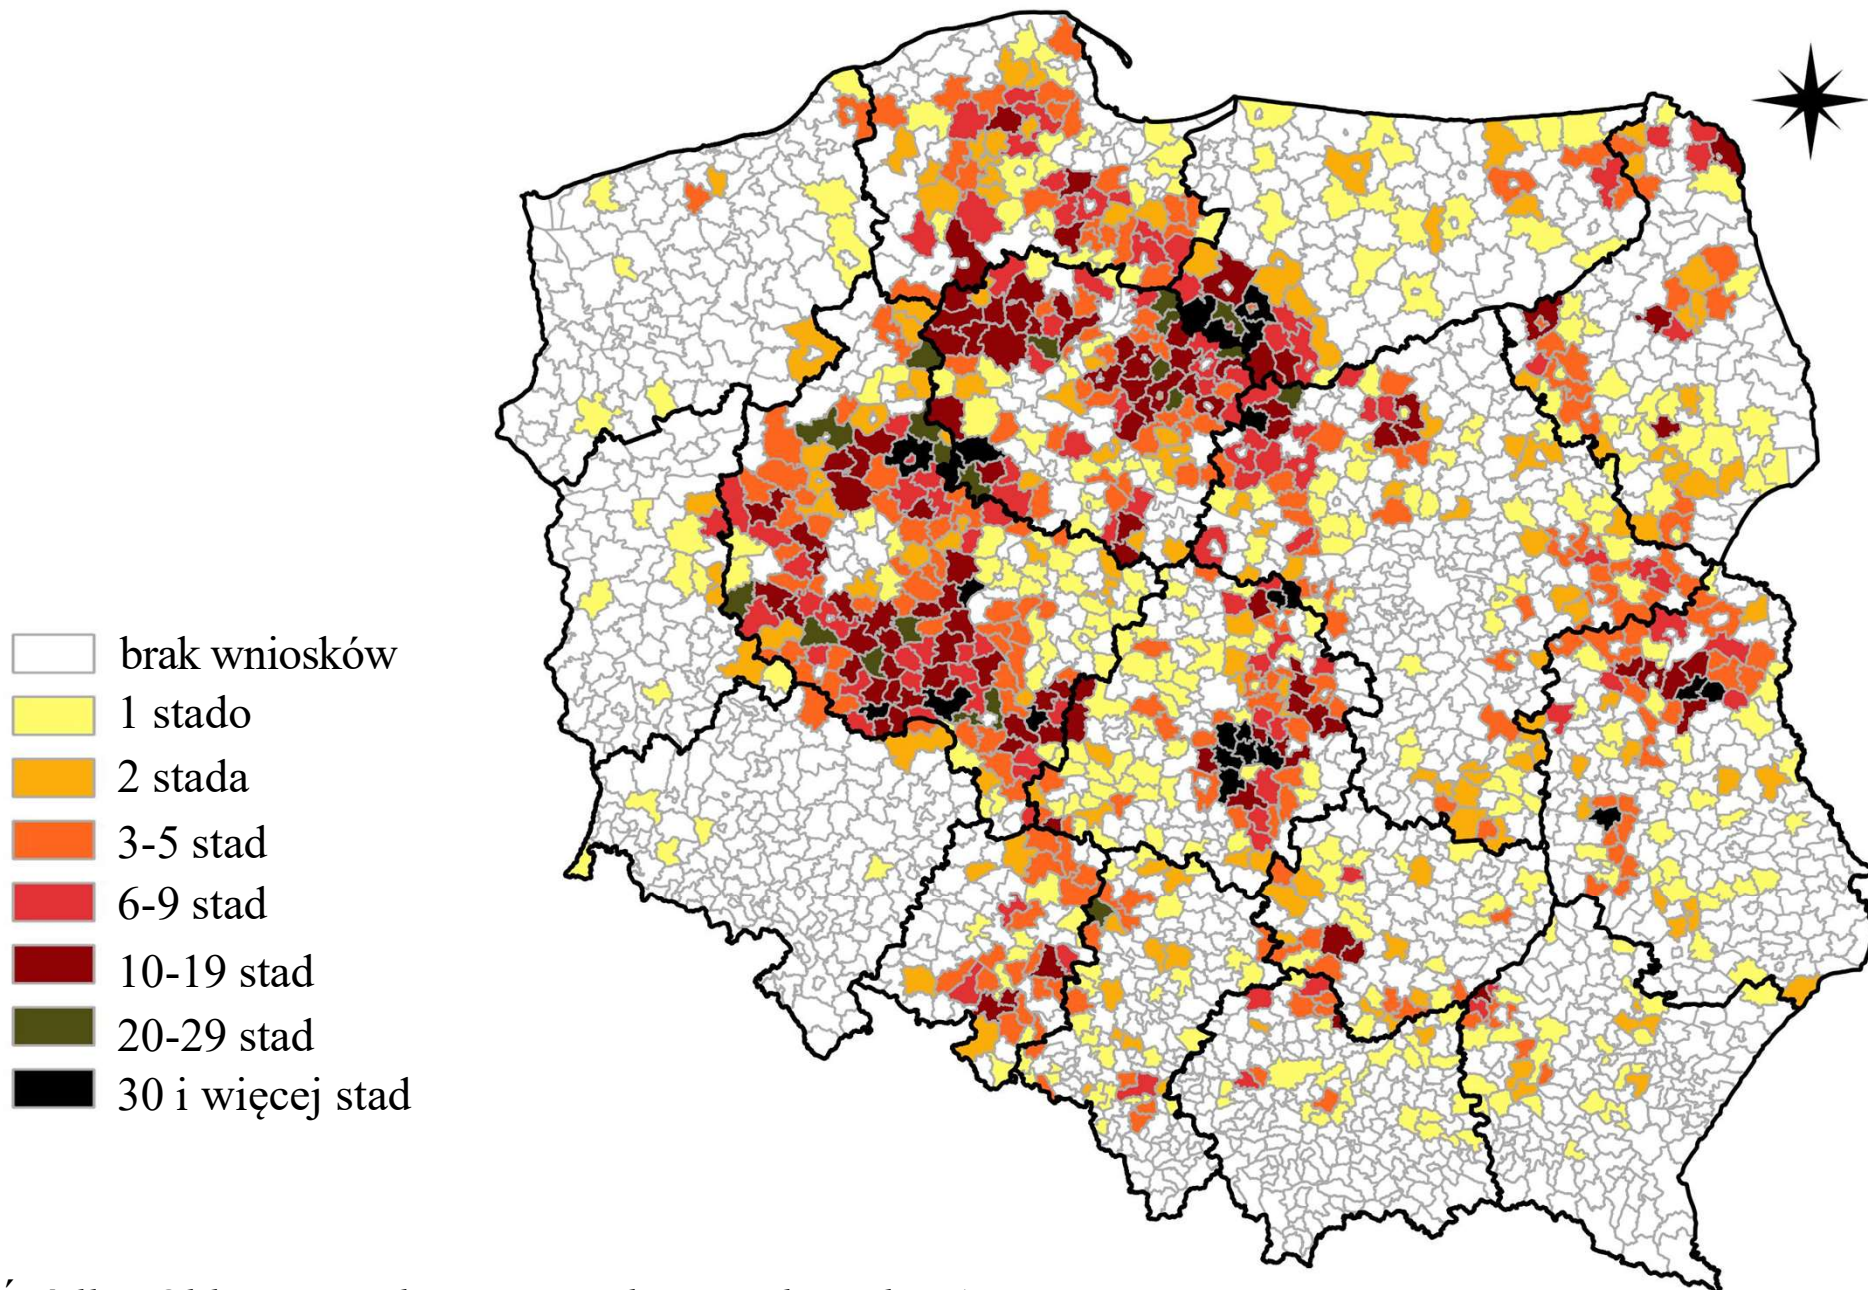 brak wniosków
1 stado
2 stada
3-5 stad
6-9 stad
10-19 stad
20-29 stad
30 i więcej stad